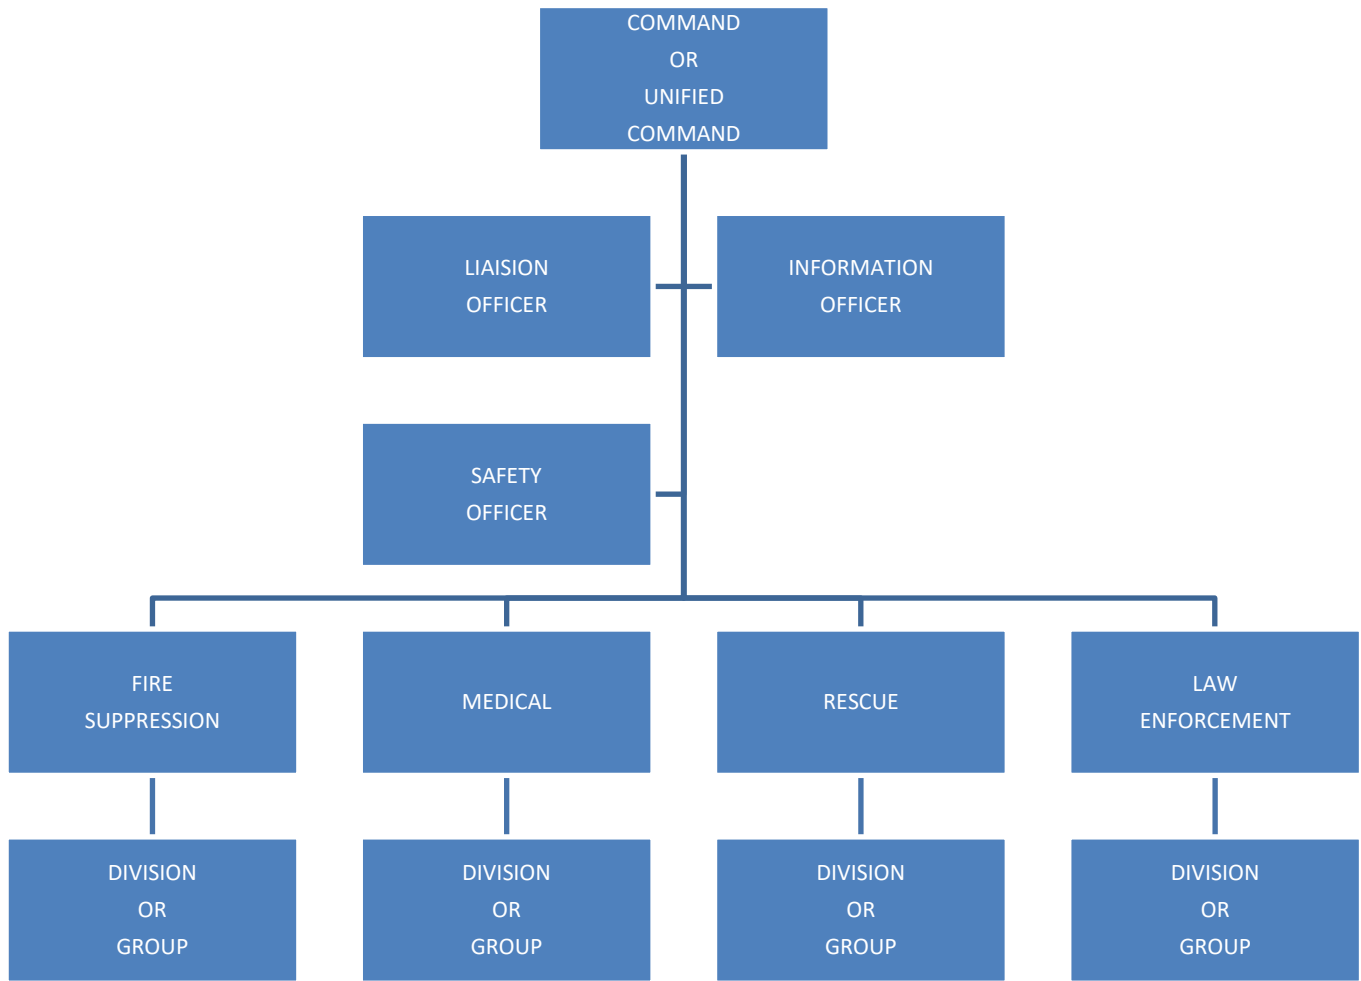 COMMAND
OR
UNIFIED
COMMAND
LIAISION
OFFICER
INFORMATION
OFFICER
SAFETY
OFFICER
FIRE
SUPPRESSION
MEDICAL
RESCUE
LAW
ENFORCEMENT
DIVISION
OR
GROUP
DIVISION
OR
GROUP
DIVISION
OR
GROUP
DIVISION
OR
GROUP